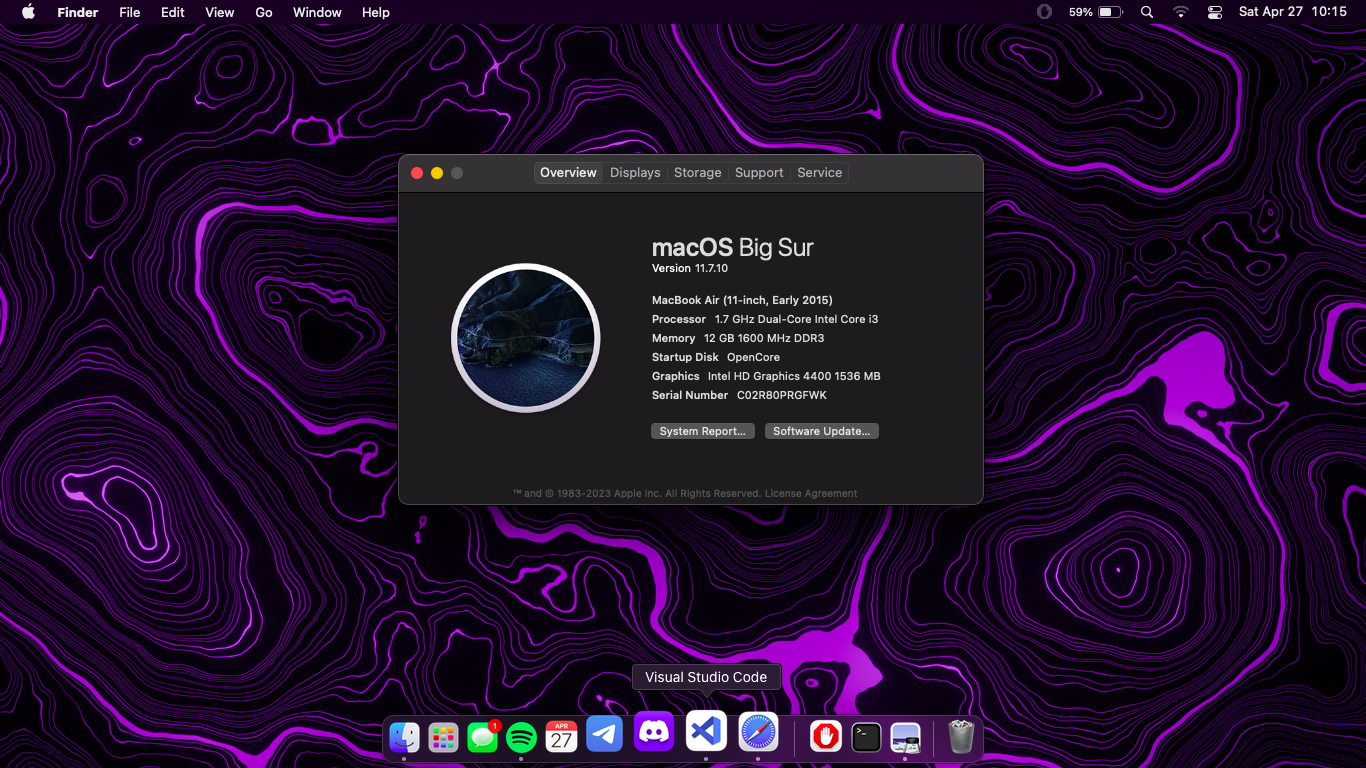 Finder File Edit View Go Window Help 59% Sat Apr 27 10:15
Overview Displays Storage Support Service
macOS Big Sur
Version 11.7.10
MacBook Air (11-inch, Early 2015)
Processor 1.7 GHz Dual-Core Intel Core i3
Memory 12 GB 1600 MHz DDR3
Startup Disk OpenCore
Graphics Intel HD Graphics 4400 1536 MB
Serial Number C02R80PRGFWK
System Report... Software Update...
™ and © 1983-2023 Apple Inc. All Rights Reserved. License Agreement
Visual Studio Code
1
APR
27
>_